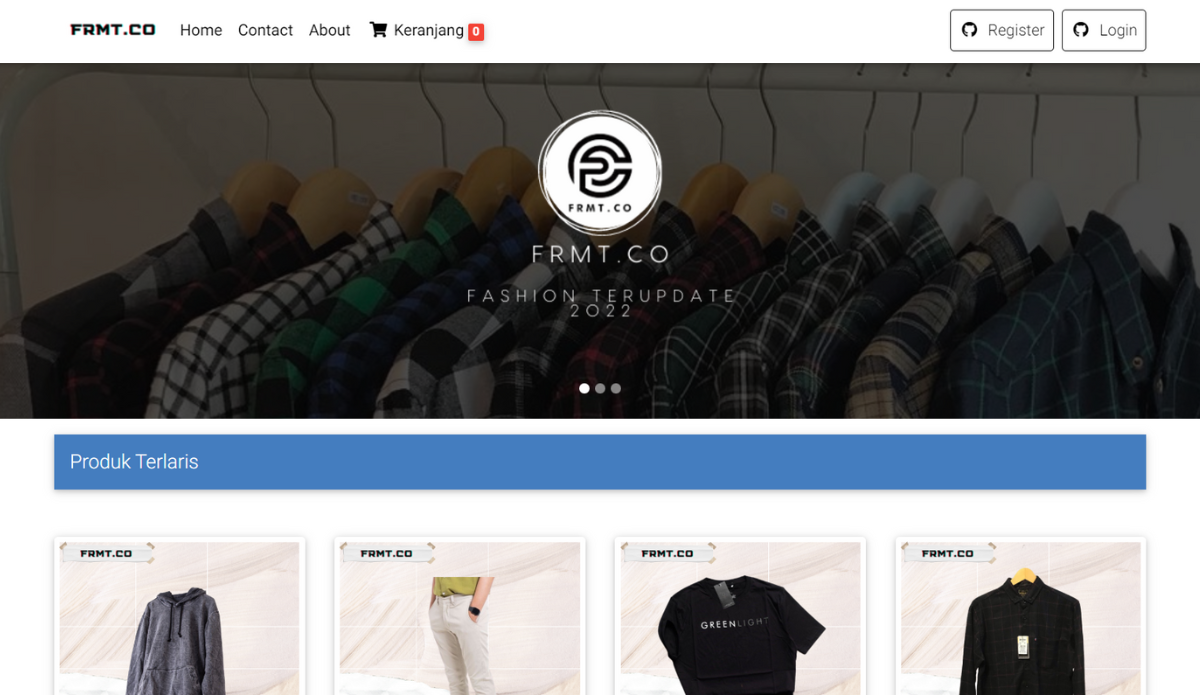 FRMT.CO
Home
Contact
About
Keranjang 0
Register
Login
FRMT.CO
FRMT.CO
FASHION TERUPDATE
2022
Produk Terlaris
FRMT.CO
FRMT.CO
FRMT.CO
FRMT.CO
GREENLIGHT